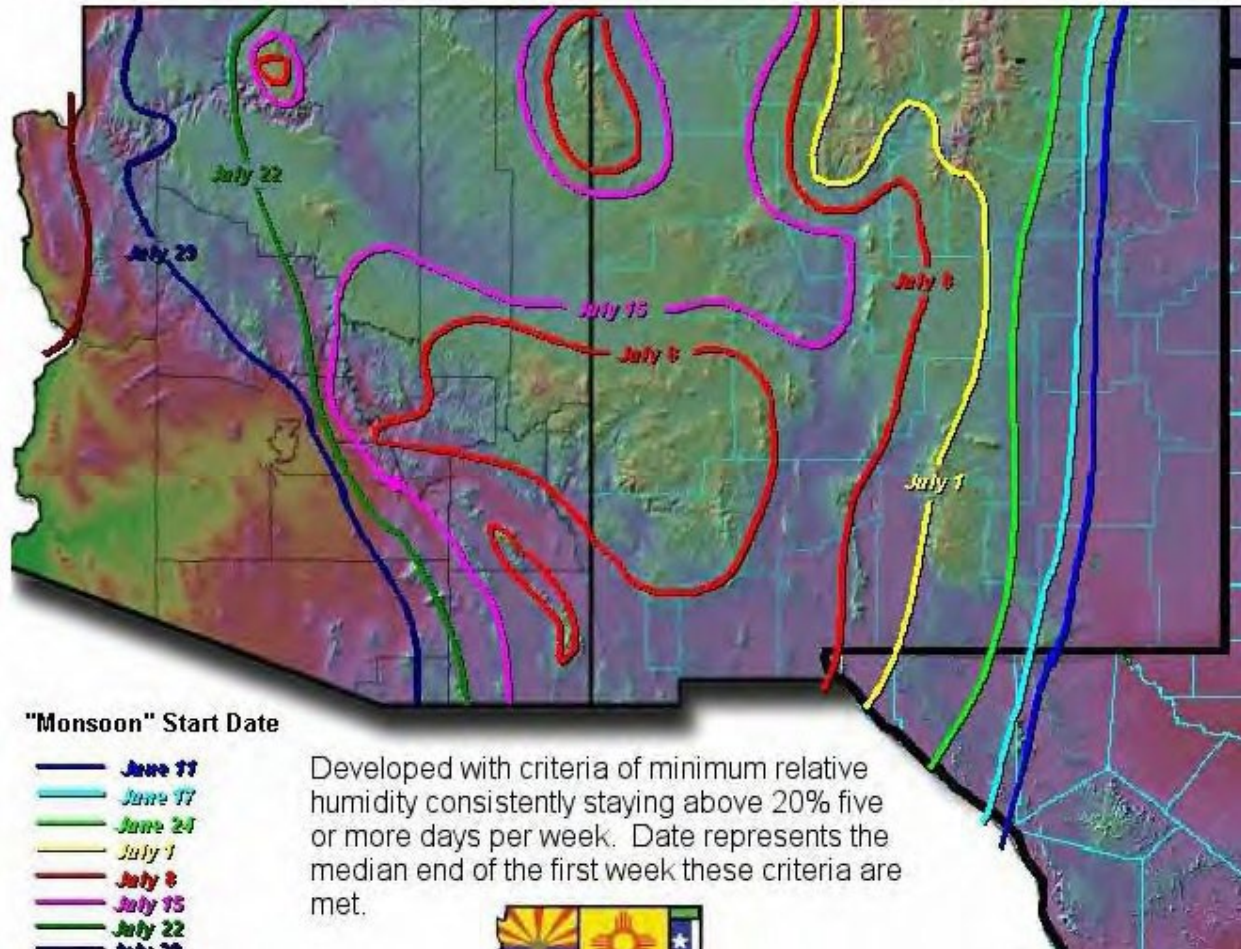 July 22
July 29
July 15
July 8
July 8
July 1
"Monsoon" Start Date
June 11
June 17
June 24
July 1
July 8
July 15
July 22
July 29
Developed with criteria of minimum relative
humidity consistently staying above 20% five
or more days per week. Date represents the
median end of the first week these criteria are
met.